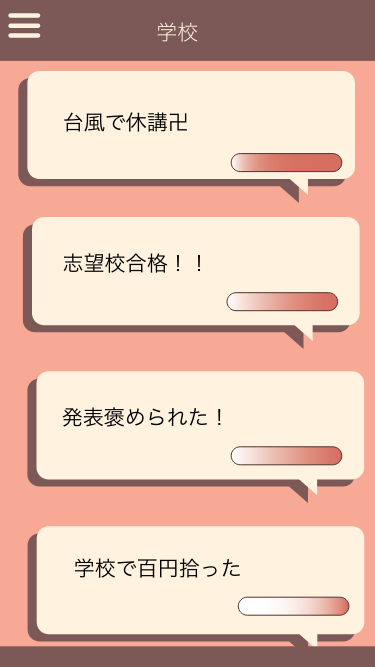 学校
台風で休講卍
志望校合格！！
発表褒められた！
学校で百円拾った